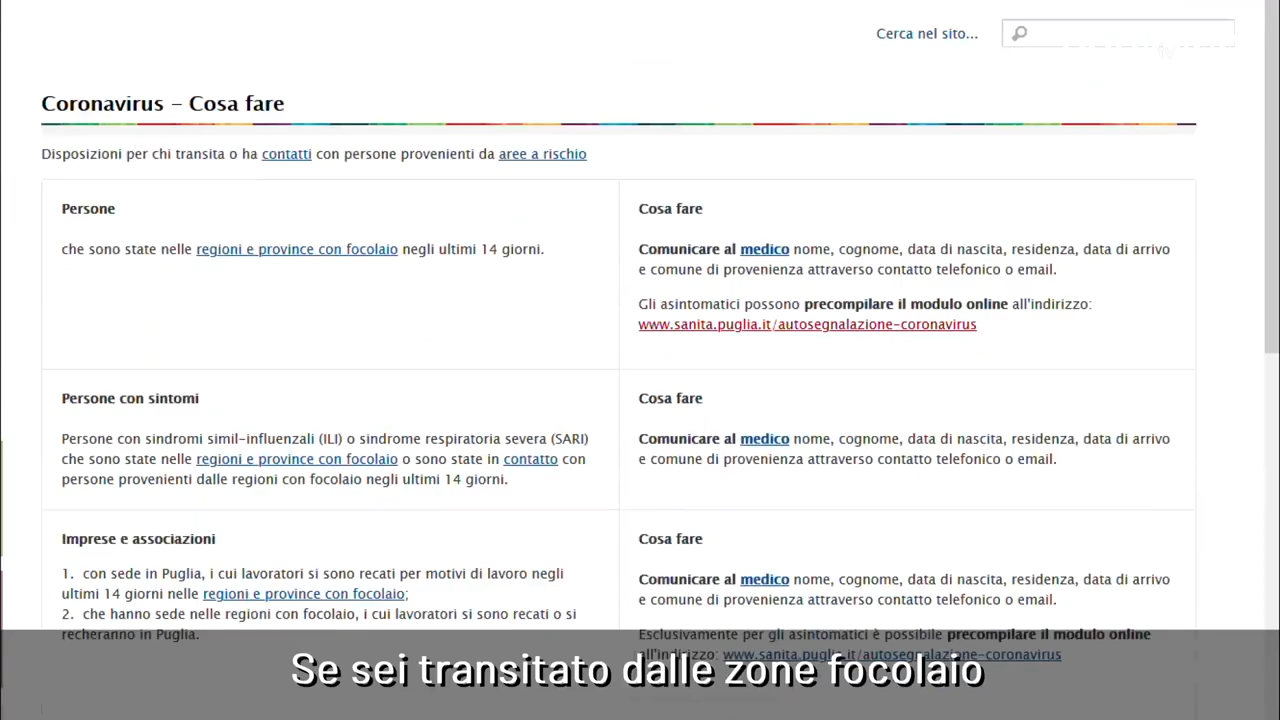 Cerca nel sito...
Coronavirus – Cosa fare
Disposizioni per chi transita o ha contatti con persone provenienti da aree a rischio
Persone
che sono state nelle regioni e province con focolaio negli ultimi 14 giorni.
Cosa fare
Comunicare al medico nome, cognome, data di nascita, residenza, data di arrivo
e comune di provenienza attraverso contatto telefonico o email.
Gli asintomatici possono precompilare il modulo online all'indirizzo:
www.sanita.puglia.it/autosegnalazione-coronavirus
Persone con sintomi
Persone con sindromi simil-influenzali (ILI) o sindrome respiratoria severa (SARI)
che sono state nelle regioni e province con focolaio o sono state in contatto con
persone provenienti dalle regioni con focolaio negli ultimi 14 giorni.
Cosa fare
Comunicare al medico nome, cognome, data di nascita, residenza, data di arrivo
e comune di provenienza attraverso contatto telefonico o email.
Imprese e associazioni
1. con sede in Puglia, i cui lavoratori si sono recati per motivi di lavoro negli
ultimi 14 giorni nelle regioni e province con focolaio;
2. che hanno sede nelle regioni con focolaio, i cui lavoratori si sono recati o si
recheranno in Puglia.
Cosa fare
Comunicare al medico nome, cognome, data di nascita, residenza, data di arrivo
e comune di provenienza attraverso contatto telefonico o email.
Esclusivamente per gli asintomatici è possibile precompilare il modulo online
all'indirizzo: www.sanita.puglia.it/autosegnalazione-coronavirus
Se sei transitato dalle zone focolaio